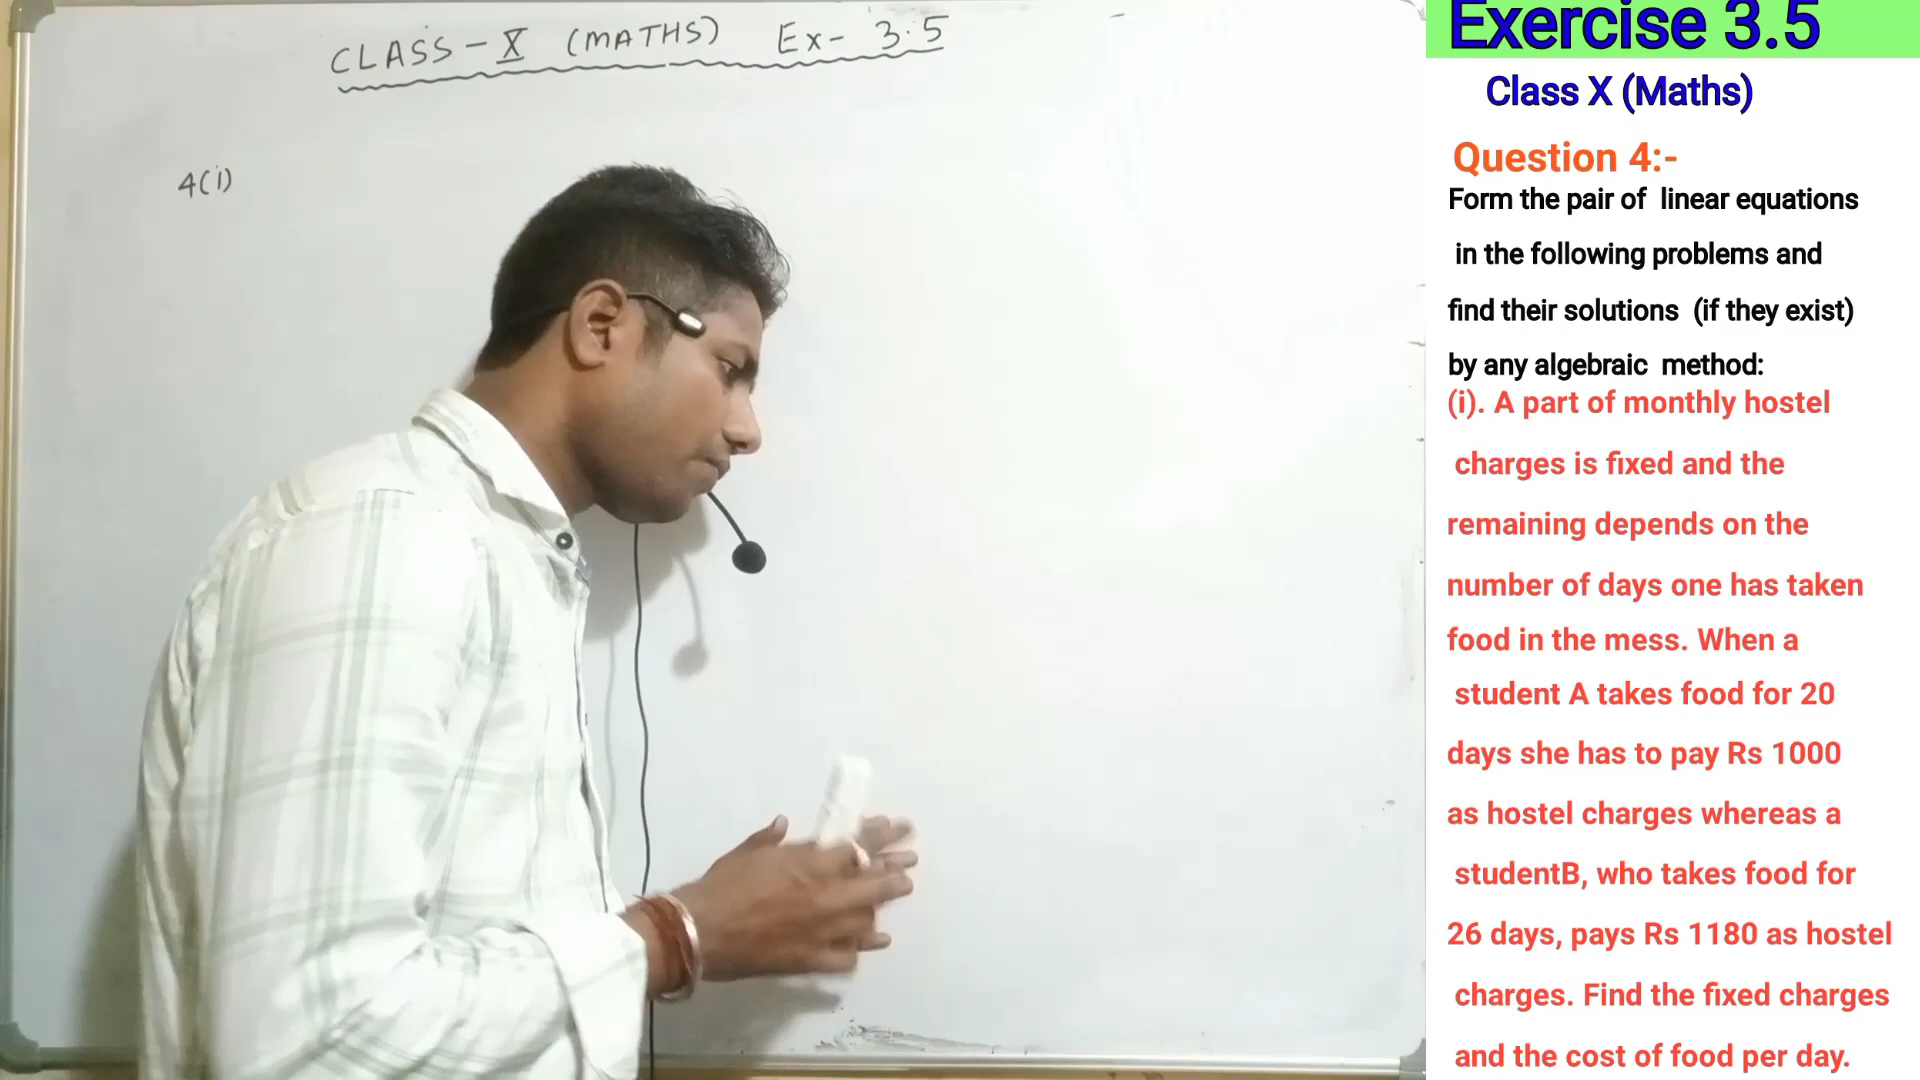 CLASS - X (MATHS) Ex- 3.5
4(i)
Exercise 3.5
Class X (Maths)
Question 4:-
Form the pair of linear equations
in the following problems and
find their solutions (if they exist)
by any algebraic method:
(i). A part of monthly hostel
charges is fixed and the
remaining depends on the
number of days one has taken
food in the mess. When a
student A takes food for 20
days she has to pay Rs 1000
as hostel charges whereas a
studentB, who takes food for
26 days, pays Rs 1180 as hostel
charges. Find the fixed charges
and the cost of food per day.